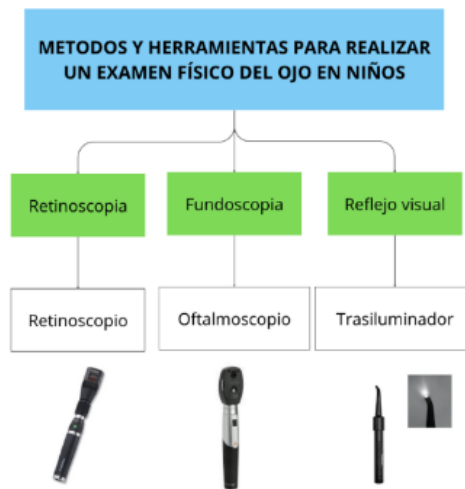 METODOS Y HERRAMIENTAS PARA REALIZAR
UN EXAMEN FÍSICO DEL OJO EN NIÑOS
Retinoscopia
Fundoscopia
Reflejo visual
Retinoscopio
Oftalmoscopio
Trasiluminador